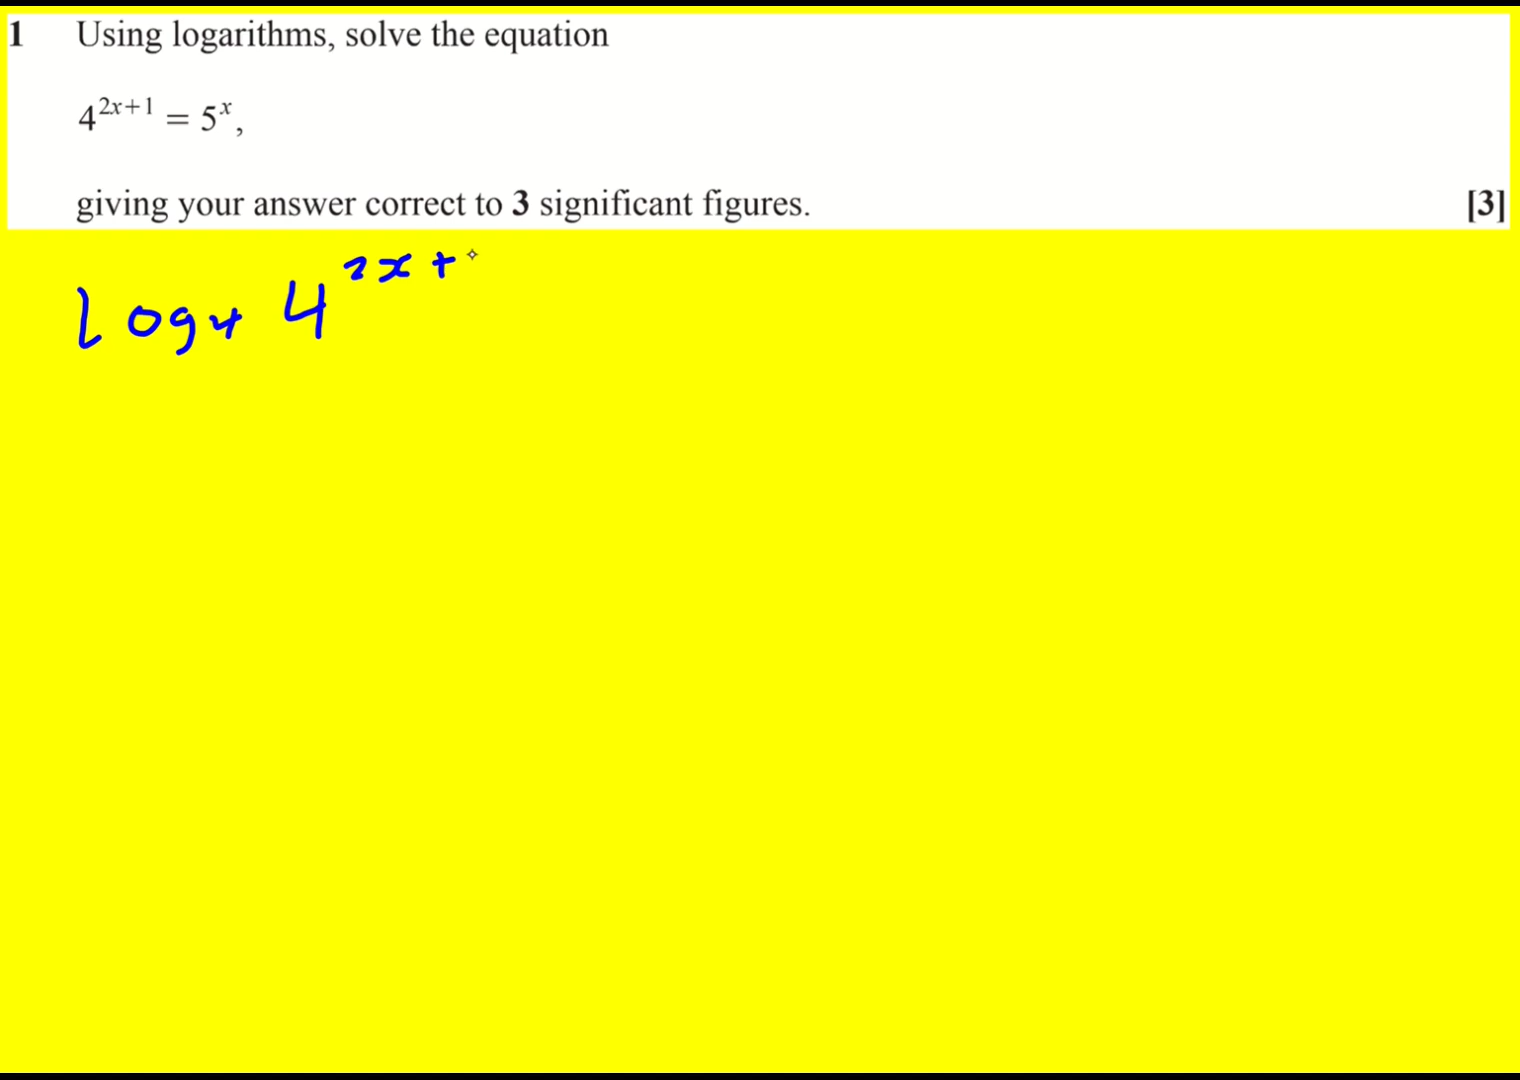 1 Using logarithms, solve the equation
4^{2x+1} = 5^x,
giving your answer correct to 3 significant figures. [3]
log₄ 4^{2x+